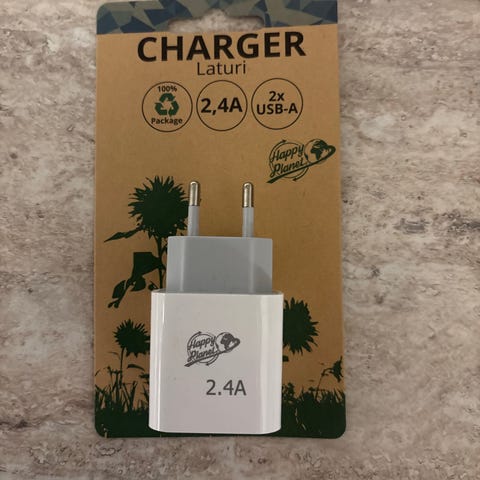 CHARGER
Laturi
100%
Package
2,4A
2x
USB-A
Happy
Planet
Happy
Planet
2.4A